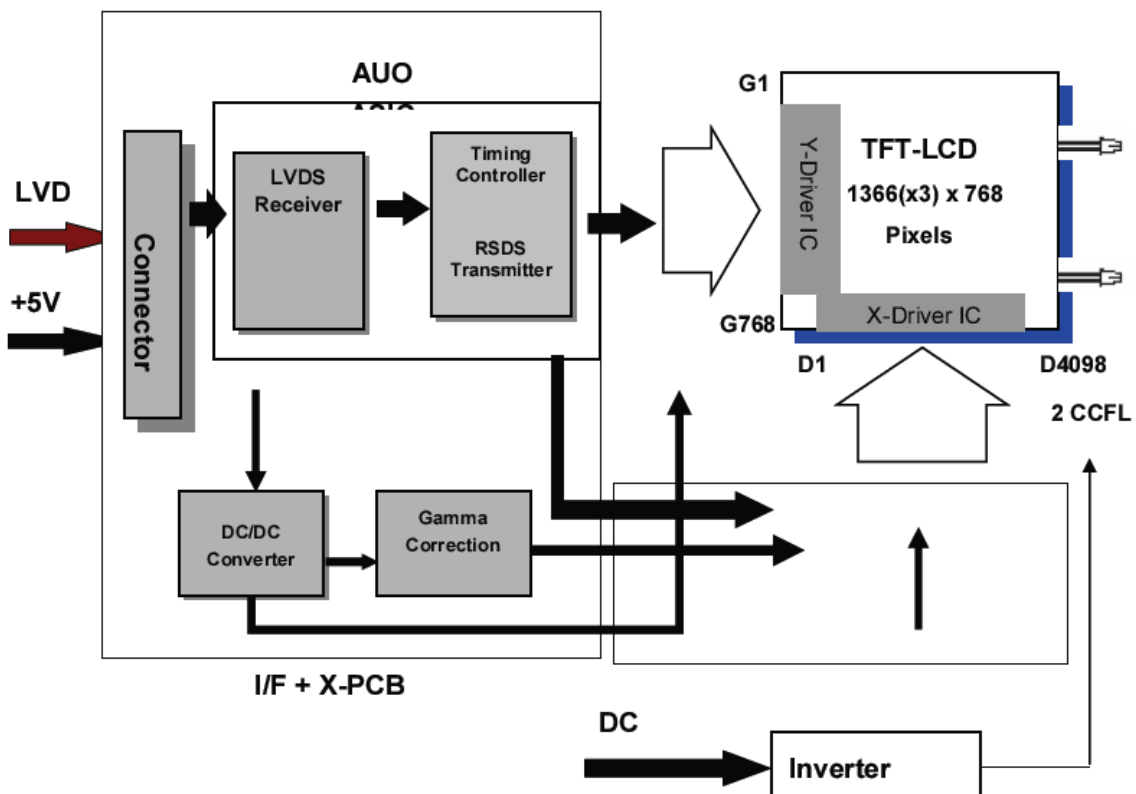 AUO
LVD
+5V
Connector
LVDS
Receiver
Timing
Controller
RSDS
Transmitter
G1
Y-Driver IC
TFT-LCD
1366(x3) x 768
Pixels
G768
X-Driver IC
D1
D4098
2 CCFL
DC/DC
Converter
Gamma
Correction
I/F + X-PCB
DC
Inverter